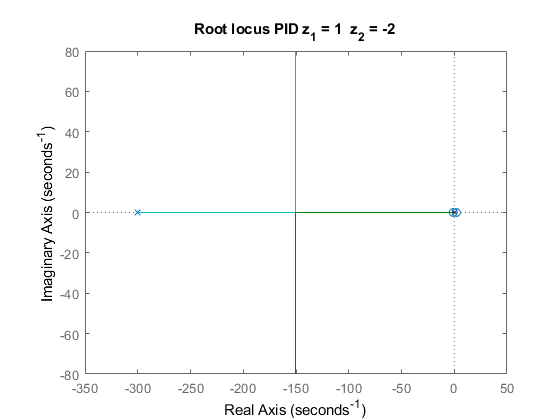 Root locus PID z1 = 1 z2 = -2
80
60
40
20
0
-20
-40
-60
-80
Imaginary Axis (seconds-1)
-350 -300 -250 -200 -150 -100 -50 0 50
Real Axis (seconds-1)